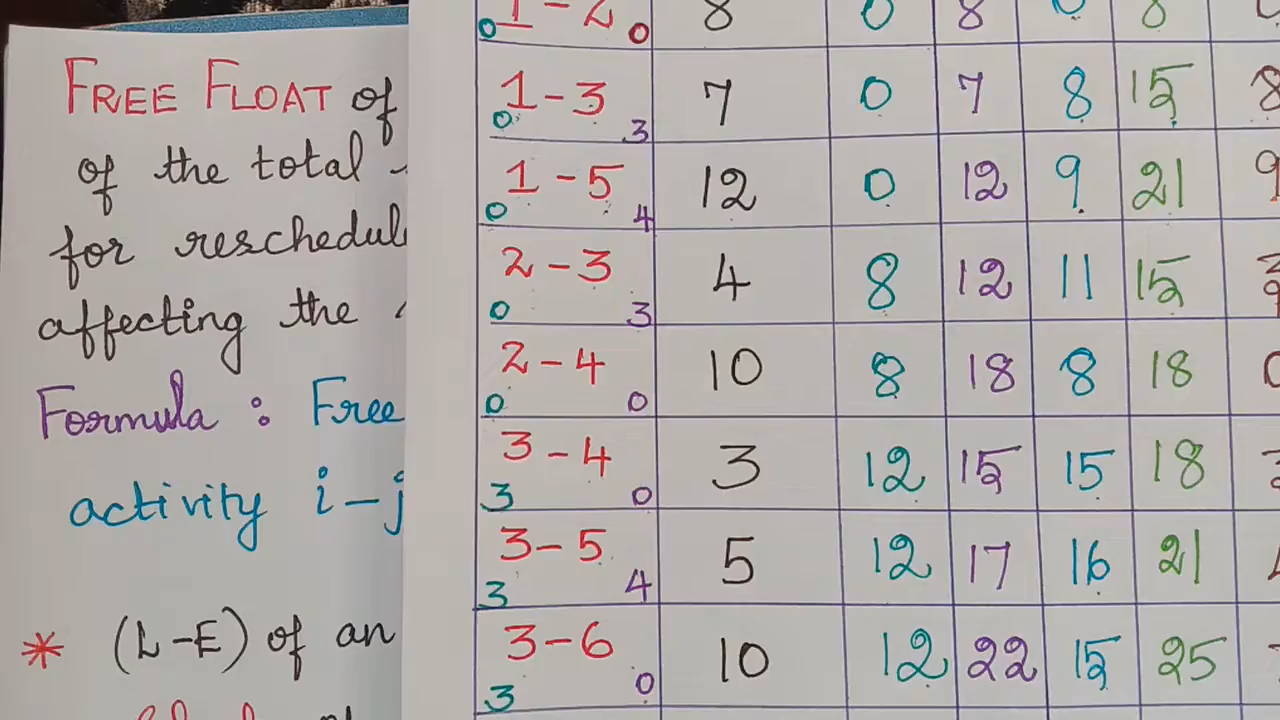 FREE FLOAT of
of the total
for reschedul
affecting the
Formula : Free
activity i-j
* (L-E) of an
1-2 8 0 8 0 8
0 0
1-3 7 0 7 8 15 8
0 3
1-5 12 0 12 9 21 9
0 4
2-3 4 8 12 11 15
0 3
2-4 10 8 18 8 18 0
0 0
3-4 3 12 15 15 18
3 0
3-5 5 12 17 16 21
3 4
3-6 10 12 22 15 25
3 0